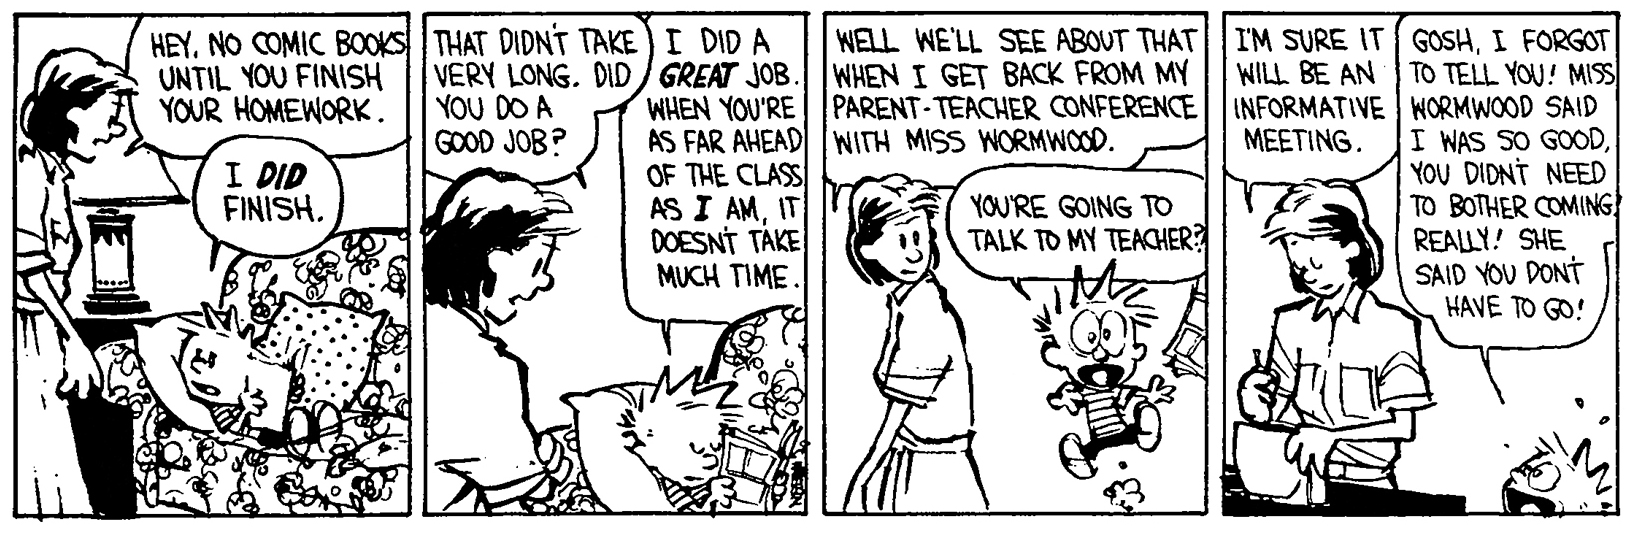 HEY, NO COMIC BOOKS
UNTIL YOU FINISH
YOUR HOMEWORK.
I DID
FINISH.
THAT DIDN'T TAKE
VERY LONG. DID
YOU DO A
GOOD JOB?
I DID A
GREAT JOB.
WHEN YOU'RE
AS FAR AHEAD
OF THE CLASS
AS I AM, IT
DOESN'T TAKE
MUCH TIME.
WELL WE'LL SEE ABOUT THAT
WHEN I GET BACK FROM MY
PARENT-TEACHER CONFERENCE
WITH MISS WORMWOOD.
YOU'RE GOING TO
TALK TO MY TEACHER?
I'M SURE IT
WILL BE AN
INFORMATIVE
MEETING.
GOSH, I FORGOT
TO TELL YOU! MISS
WORMWOOD SAID
I WAS SO GOOD,
YOU DIDN'T NEED
TO BOTHER COMING!
REALLY! SHE
SAID YOU DON'T
HAVE TO GO!